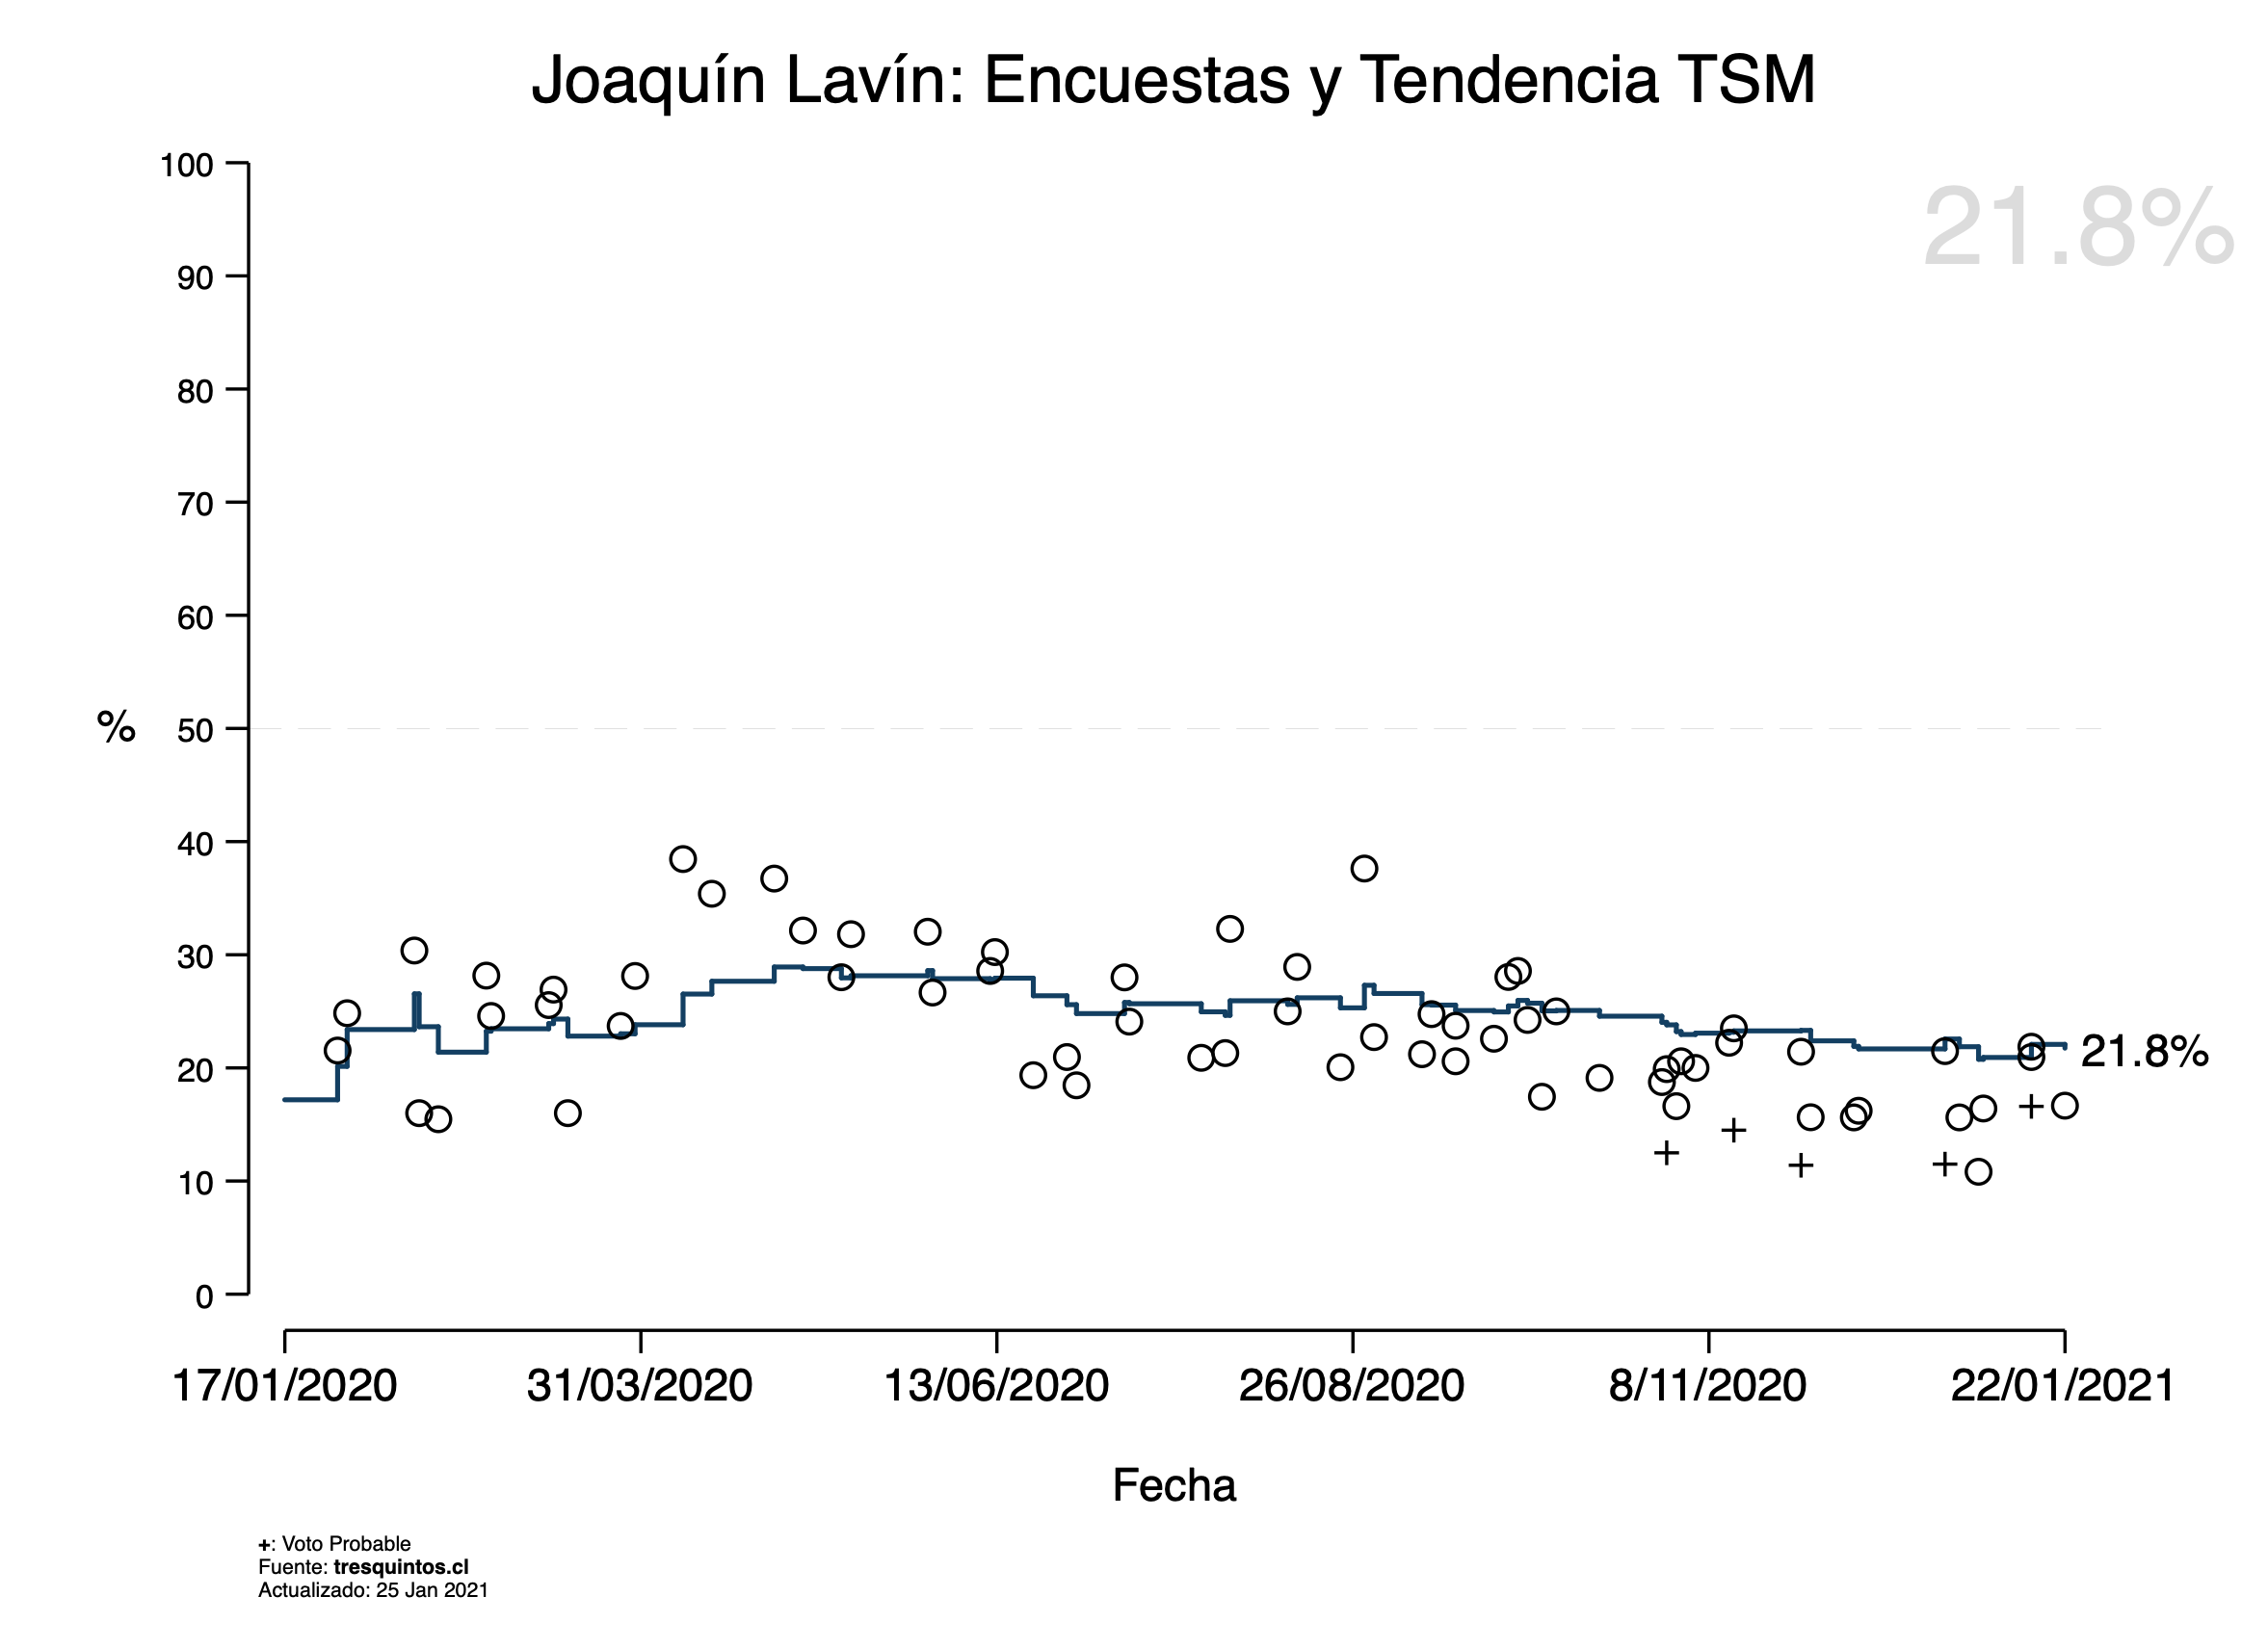 Joaquín Lavín: Encuestas y Tendencia TSM
21.8%
100
90
80
70
60
% 50
40
30
20
10
0
21.8%
17/01/2020 31/03/2020 13/06/2020 26/08/2020 8/11/2020 22/01/2021
Fecha
+: Voto Probable
Fuente: tresquintos.cl
Actualizado: 25 Jan 2021